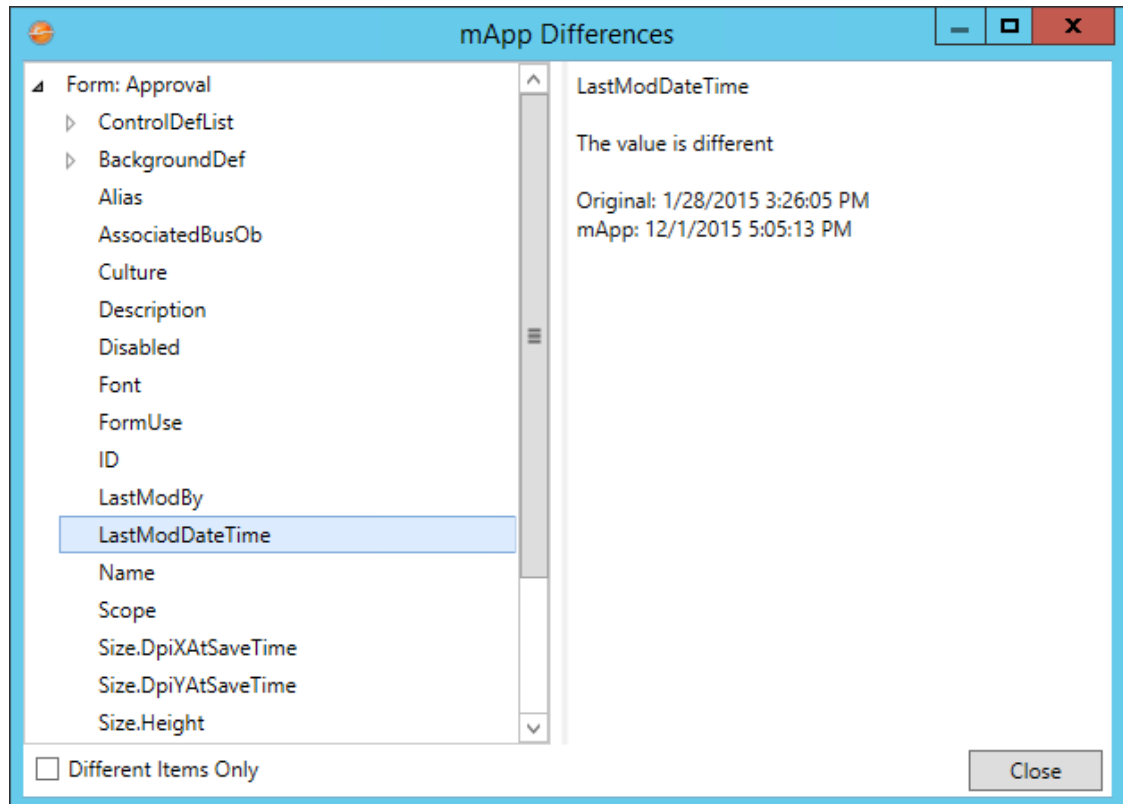 mApp Differences
Form: Approval
ControlDefList
BackgroundDef
Alias
AssociatedBusOb
Culture
Description
Disabled
Font
FormUse
ID
LastModBy
LastModDateTime
Name
Scope
Size.DpiXAtSaveTime
Size.DpiYAtSaveTime
Size.Height
LastModDateTime
The value is different
Original: 1/28/2015 3:26:05 PM
mApp: 12/1/2015 5:05:13 PM
Different Items Only
Close